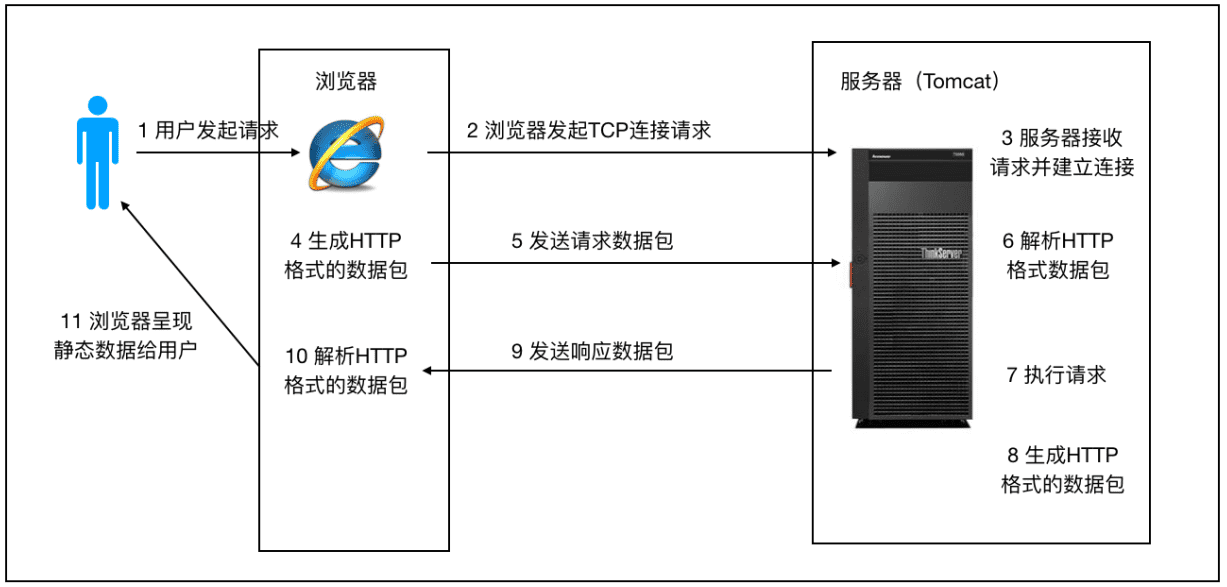 浏览器
服务器（Tomcat）
1 用户发起请求
2 浏览器发起TCP连接请求
3 服务器接收
请求并建立连接
4 生成HTTP
格式的数据包
5 发送请求数据包
6 解析HTTP
格式数据包
ThinkServer
7 执行请求
8 生成HTTP
格式的数据包
9 发送响应数据包
10 解析HTTP
格式的数据包
11 浏览器呈现
静态数据给用户